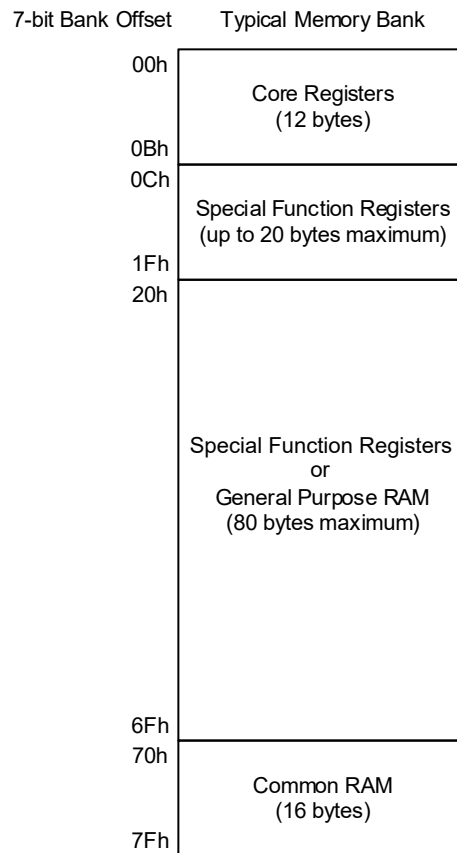 7-bit Bank Offset Typical Memory Bank
00h
Core Registers
(12 bytes)
0Bh
0Ch
Special Function Registers
(up to 20 bytes maximum)
1Fh
20h
Special Function Registers
or
General Purpose RAM
(80 bytes maximum)
6Fh
70h
Common RAM
(16 bytes)
7Fh